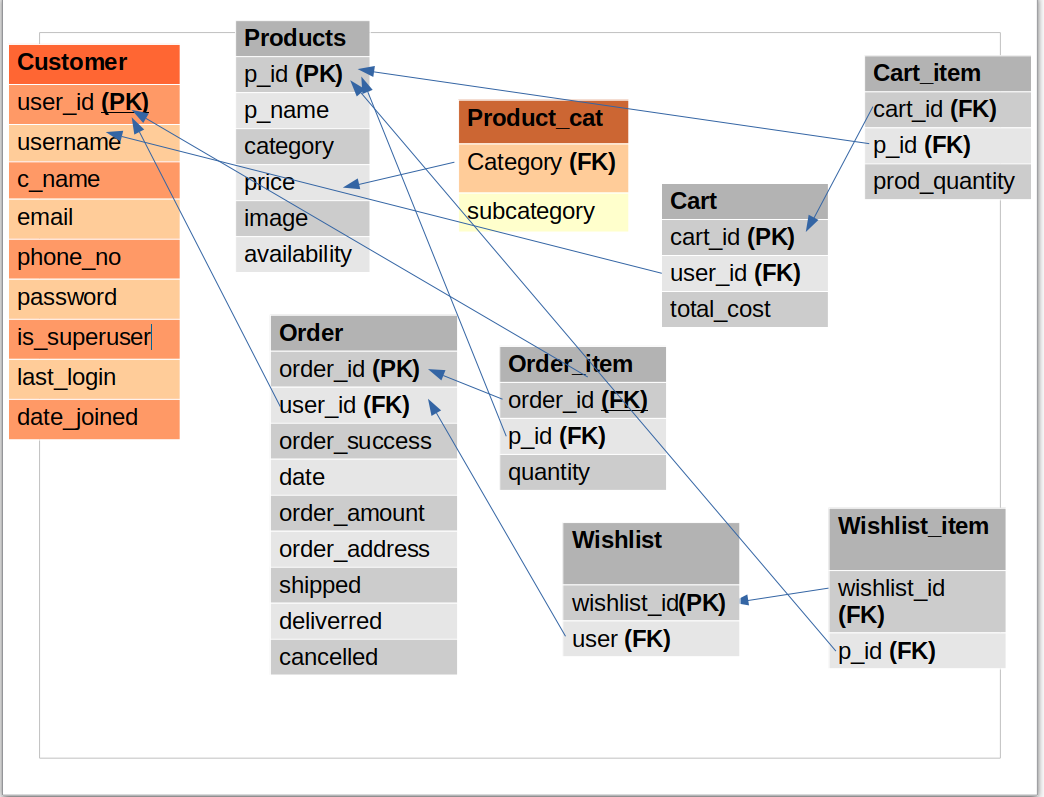 Customer
user_id (PK)
username
c_name
email
phone_no
password
is_superuser
last_login
date_joined
Products
p_id (PK)
p_name
category
price
image
availability
Product_cat
Category (FK)
subcategory
Cart_item
cart_id (FK)
p_id (FK)
prod_quantity
Cart
cart_id (PK)
user_id (FK)
total_cost
Order
order_id (PK)
user_id (FK)
order_success
date
order_amount
order_address
shipped
deliverred
cancelled
Order_item
order_id (FK)
p_id (FK)
quantity
Wishlist
wishlist_id(PK)
user (FK)
Wishlist_item
wishlist_id
(FK)
p_id (FK)